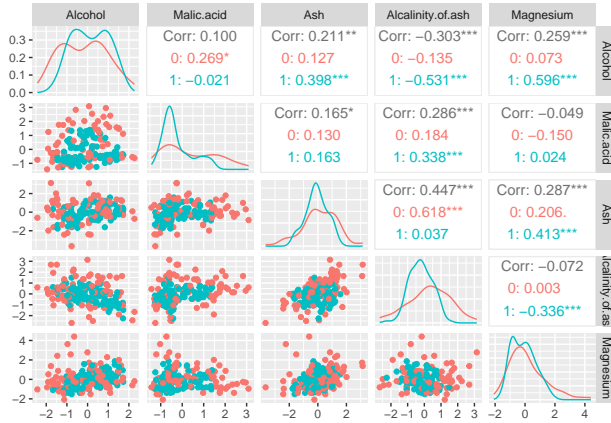 Alcohol Malic.acid Ash Alcalinity.of.ash Magnesium
0.3
0.2
0.1
0.0
Corr: 0.100
0: 0.269*
1: −0.021
Corr: 0.211**
0: 0.127
1: 0.398***
Corr: −0.303***
0: −0.135
1: −0.531***
Corr: 0.259***
0: 0.073
1: 0.596***
Alcohol
3
2
1
0
−1
Corr: 0.165*
0: 0.130
1: 0.163
Corr: 0.286***
0: 0.184
1: 0.338***
Corr: −0.049
0: −0.150
1: 0.024
Malic.acid
2
0
−2
Corr: 0.447***
0: 0.618***
1: 0.037
Corr: 0.287***
0: 0.206.
1: 0.413***
Ash
3
2
1
0
−1
−2
Corr: −0.072
0: 0.003
1: −0.336***
lcalinity.of.as
4
2
0
−2
Magnesium
−2 −1 0 1 2
−1 0 1 2 3
−2 0 2
−2 −1 0 1 2 3
−2 0 2 4